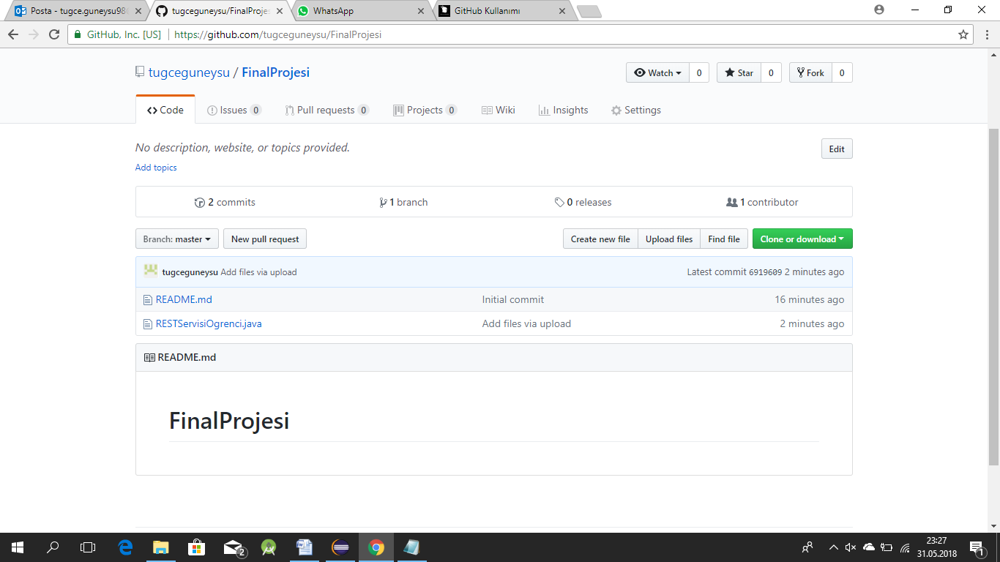 Posta - tugce.guneysu98
tugceguneysu/FinalProjes
WhatsApp
GitHub Kullanımı
GitHub, Inc. [US]
https://github.com/tugceguneysu/FinalProjesi
tugceguneysu / FinalProjesi
Watch 0
Star 0
Fork 0
Code
Issues 0
Pull requests 0
Projects 0
Wiki
Insights
Settings
No description, website, or topics provided.
Edit
Add topics
2 commits
1 branch
0 releases
1 contributor
Branch: master
New pull request
Create new file
Upload files
Find file
Clone or download
tugceguneysu Add files via upload
Latest commit 6919609 2 minutes ago
README.md
Initial commit
16 minutes ago
RESTServisiOgrenci.java
Add files via upload
2 minutes ago
README.md
FinalProjesi
2
23:27
31.05.2018
1